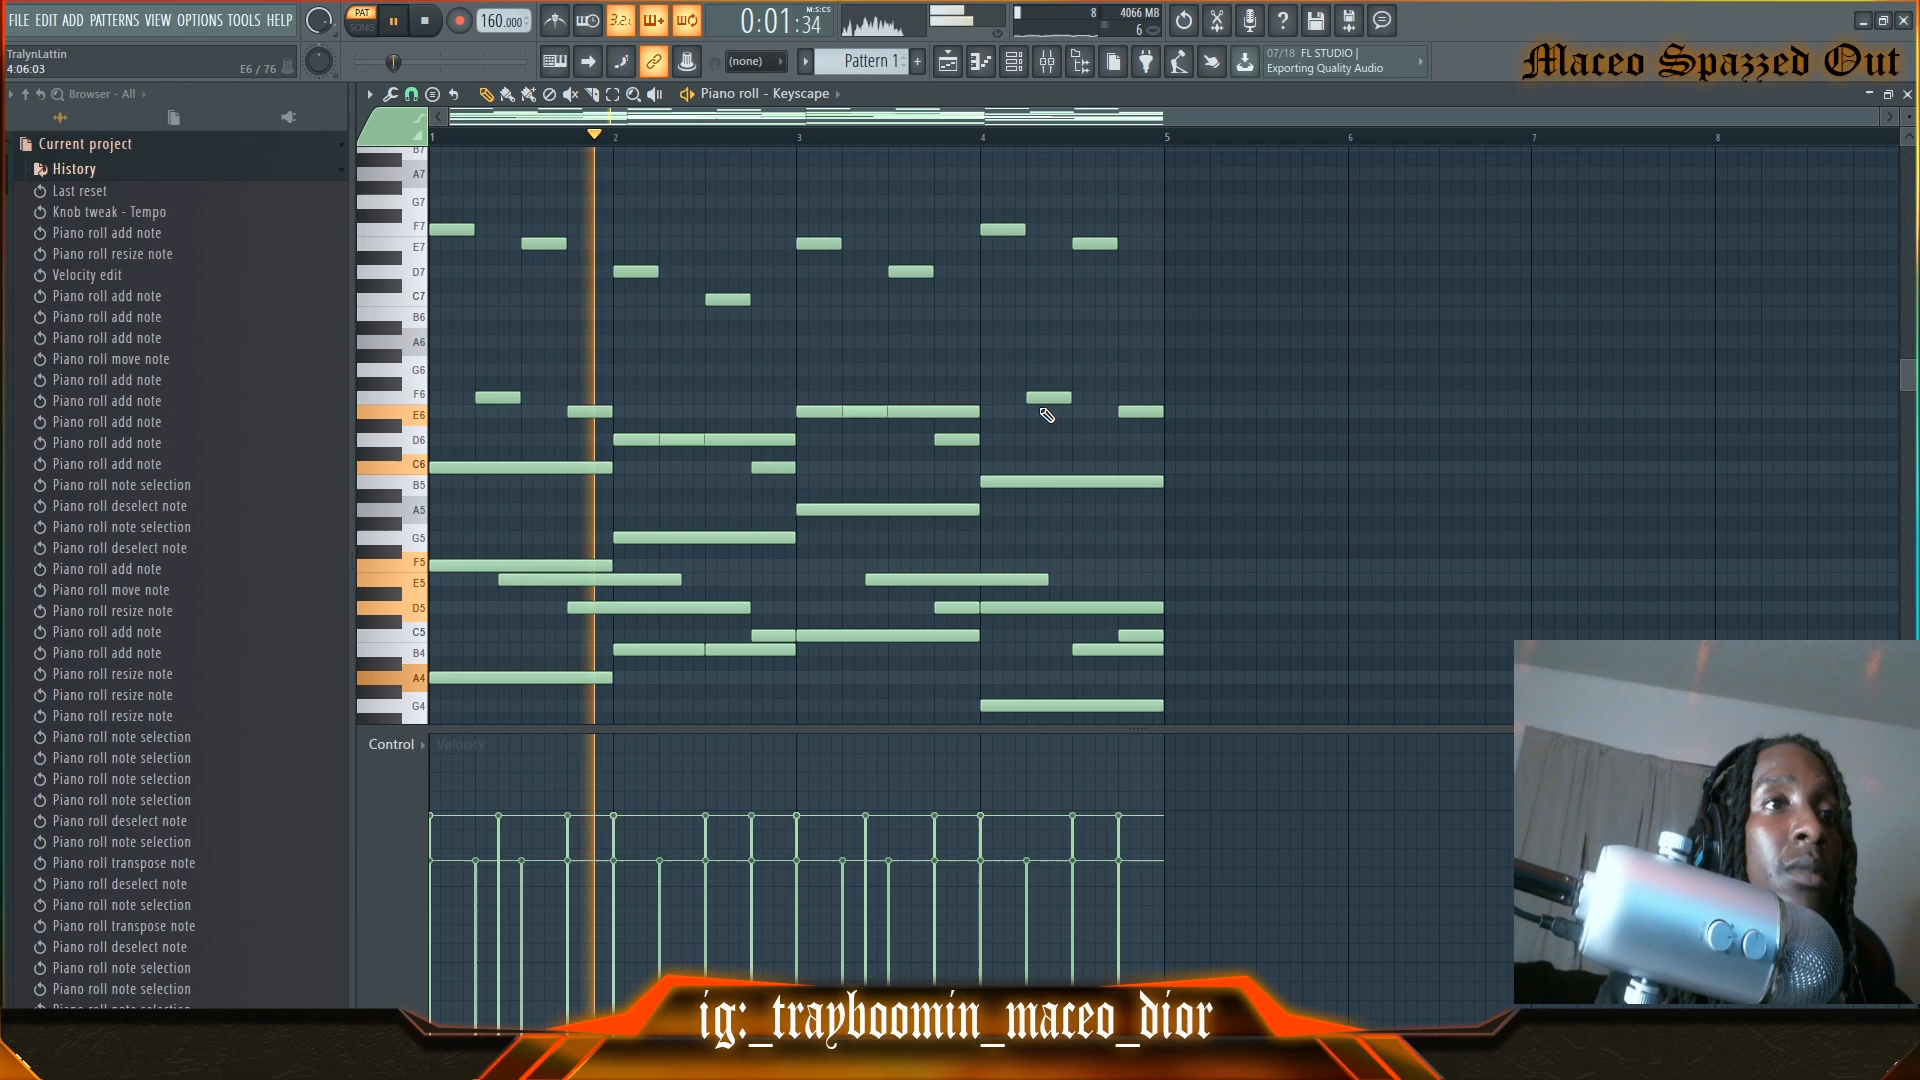 FILE EDIT ADD PATTERNS VIEW OPTIONS TOOLS HELP
PAT
SONG
160.000
3.2.
0:01:34
M:S:CS
8
4066 MB
6
TralynLattin
4:06:03
E6 / 76
(none)
Pattern 1
07/18 FL STUDIO |
Exporting Quality Audio
Maceo Spazzed Out
Browser - All
Piano roll - Keyscape
Current project
History
Last reset
Knob tweak - Tempo
Piano roll add note
Piano roll resize note
Velocity edit
Piano roll add note
Piano roll add note
Piano roll add note
Piano roll move note
Piano roll add note
Piano roll add note
Piano roll add note
Piano roll add note
Piano roll add note
Piano roll note selection
Piano roll deselect note
Piano roll note selection
Piano roll deselect note
Piano roll add note
Piano roll move note
Piano roll resize note
Piano roll add note
Piano roll add note
Piano roll resize note
Piano roll resize note
Piano roll resize note
Piano roll note selection
Piano roll note selection
Piano roll note selection
Piano roll note selection
Piano roll deselect note
Piano roll note selection
Piano roll transpose note
Piano roll deselect note
Piano roll note selection
Piano roll transpose note
Piano roll deselect note
Piano roll note selection
Piano roll note selection
Piano roll note selection
1 2 3 4 5 6 7 8
B7
A7
G7
F7
E7
D7
C7
B6
A6
G6
F6
E6
D6
C6
B5
A5
G5
F5
E5
D5
C5
B4
A4
G4
Control
Velocity
ig:_trayboomin_maceo_dior